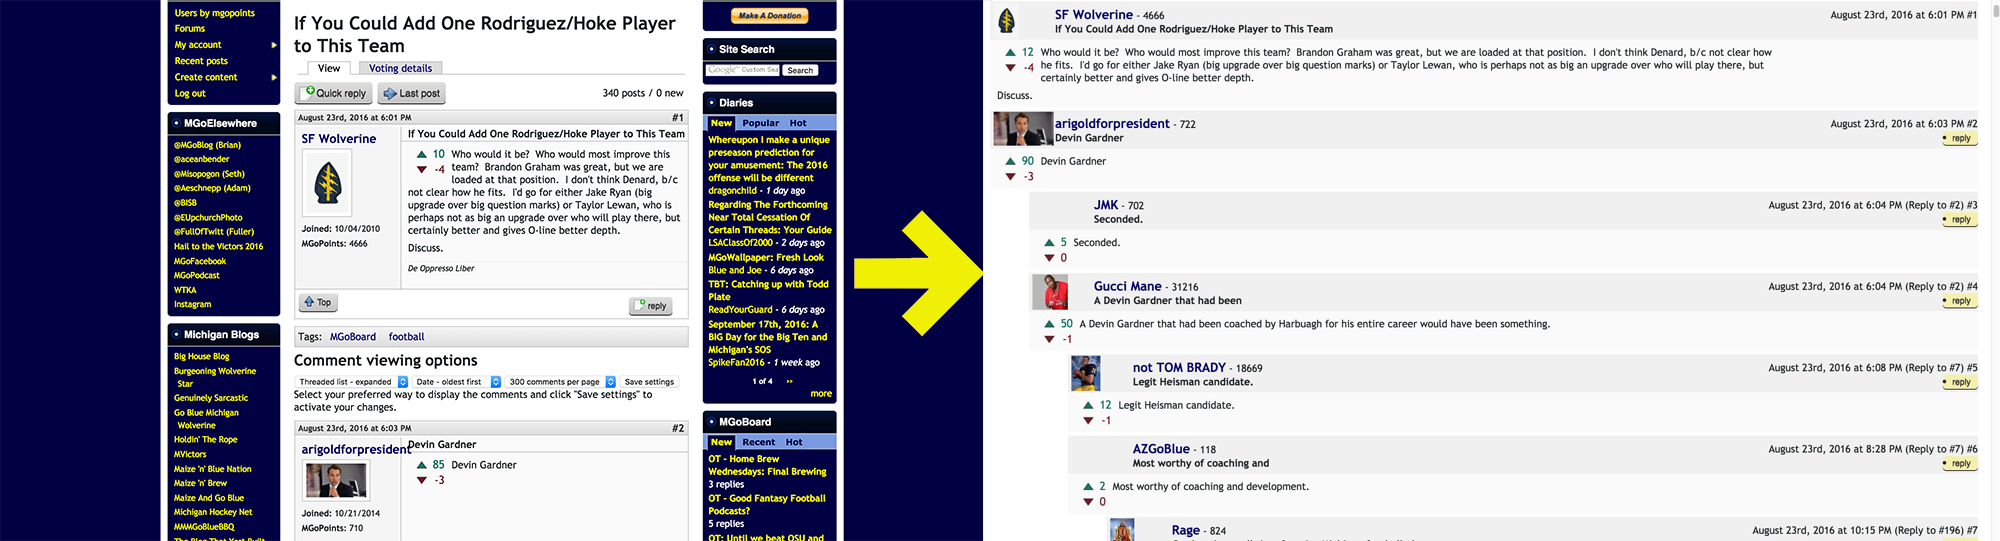 Users by mgopoints
Forums
My account
Recent posts
Create content
Log out
MGoElsewhere
@MGoBlog (Brian)
@aceanbender
@Misopogon (Seth)
@Aeschnepp (Adam)
@BISB
@EUpchurchPhoto
@FullOfTwitt (Fuller)
Hail to the Victors 2016
MGoFacebook
MGoPodcast
WTKA
Instagram
Michigan Blogs
Big House Blog
Burgeoning Wolverine
Star
Genuinely Sarcastic
Go Blue Michigan
Wolverine
Holdin' The Rope
MVictors
Maize 'n' Blue Nation
Maize 'n' Brew
Maize And Go Blue
Michigan Hockey Net
MMMGoBlueBBQ
The Blog That Yost Built
If You Could Add One Rodriguez/Hoke Player
to This Team
View Voting details
Quick reply Last post 340 posts / 0 new
August 23rd, 2016 at 6:01 PM #1
SF Wolverine
Joined: 10/04/2010
MGoPoints: 4666
If You Could Add One Rodriguez/Hoke Player to This Team
10 Who would it be?  Who would most improve this
-4 team?  Brandon Graham was great, but we are
loaded at that position.  I don't think Denard, b/c
not clear how he fits.  I'd go for either Jake Ryan (big
upgrade over big question marks) or Taylor Lewan, who is
perhaps not as big an upgrade over who will play there, but
certainly better and gives O-line better depth.
Discuss.
De Oppresso Liber
Top reply
Tags: MGoBoard football
Comment viewing options
Threaded list - expanded Date - oldest first 300 comments per page Save settings
Select your preferred way to display the comments and click "Save settings" to
activate your changes.
August 23rd, 2016 at 6:03 PM #2
arigoldforpresident
Joined: 10/21/2014
MGoPoints: 710
Devin Gardner
85 Devin Gardner
-3
Make A Donation
Site Search
Google Custom Sea Search
Diaries
New Popular Hot
Whereupon I make a unique
preseason prediction for
your amusement: The 2016
offense will be different
dragonchild - 1 day ago
Regarding The Forthcoming
Near Total Cessation Of
Certain Threads: Your Guide
LSAClassOf2000 - 2 days ago
MGoWallpaper: Fresh Look
Blue and Joe - 6 days ago
TBT: Catching up with Todd
Plate
ReadYourGuard - 6 days ago
September 17th, 2016: A
BIG Day for the Big Ten and
Michigan's SOS
SpikeFan2016 - 1 week ago
1 of 4 ››
more
MGoBoard
New Recent Hot
OT - Home Brew
Wednesdays: Final Brewing
3 replies
OT - Good Fantasy Football
Podcasts?
5 replies
OT: Until we beat OSU and
SF Wolverine - 4666 August 23rd, 2016 at 6:01 PM #1
If You Could Add One Rodriguez/Hoke Player to This Team
12 Who would it be?  Who would most improve this team?  Brandon Graham was great, but we are loaded at that position.  I don't think Denard, b/c not clear how
-4 he fits.  I'd go for either Jake Ryan (big upgrade over big question marks) or Taylor Lewan, who is perhaps not as big an upgrade over who will play there, but
certainly better and gives O-line better depth.
Discuss.
arigoldforpresident - 722 August 23rd, 2016 at 6:03 PM #2
Devin Gardner reply
90 Devin Gardner
-3
JMK - 702 August 23rd, 2016 at 6:04 PM (Reply to #2) #3
Seconded. reply
5 Seconded.
0
Gucci Mane - 31216 August 23rd, 2016 at 6:04 PM (Reply to #2) #4
A Devin Gardner that had been reply
50 A Devin Gardner that had been coached by Harbuagh for his entire career would have been something.
-1
not TOM BRADY - 18669 August 23rd, 2016 at 6:08 PM (Reply to #7) #5
Legit Heisman candidate. reply
12 Legit Heisman candidate.
-1
AZGoBlue - 118 August 23rd, 2016 at 8:28 PM (Reply to #7) #6
Most worthy of coaching and reply
2 Most worthy of coaching and development.
0
Rage - 824 August 23rd, 2016 at 10:15 PM (Reply to #196) #7